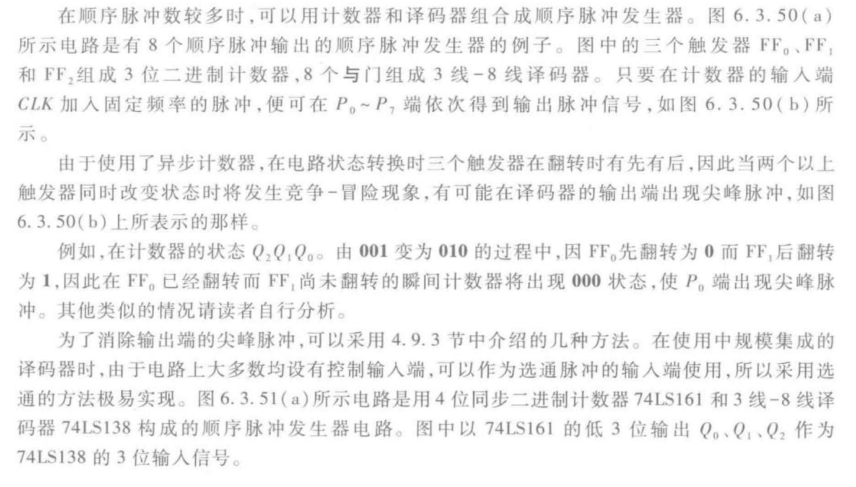 在顺序脉冲数较多时,可以用计数器和译码器组合成顺序脉冲发生器。图 6.3.50(a)
所示电路是有 8 个顺序脉冲输出的顺序脉冲发生器的例子。图中的三个触发器 FF₀、FF₁
和 FF₂组成 3 位二进制计数器,8 个与门组成 3 线-8 线译码器。只要在计数器的输入端
CLK 加入固定频率的脉冲,便可在 P₀~P₇ 端依次得到输出脉冲信号,如图 6.3.50(b)所
示。
由于使用了异步计数器,在电路状态转换时三个触发器在翻转时有先有后,因此当两个以上
触发器同时改变状态时将发生竞争-冒险现象,有可能在译码器的输出端出现尖峰脉冲,如图
6.3.50(b)上所表示的那样。
例如,在计数器的状态 Q₂Q₁Q₀。由 001 变为 010 的过程中,因 FF₀先翻转为 0 而 FF₁后翻转
为 1,因此在 FF₀ 已经翻转而 FF₁尚未翻转的瞬间计数器将出现 000 状态,使 P₀ 端出现尖峰脉
冲。其他类似的情况请读者自行分析。
为了消除输出端的尖峰脉冲,可以采用 4.9.3 节中介绍的几种方法。在使用中规模集成的
译码器时,由于电路上大多数均设有控制输入端,可以作为选通脉冲的输入端使用,所以采用选
通的方法极易实现。图 6.3.51(a)所示电路是用 4 位同步二进制计数器 74LS161 和 3 线-8 线译
码器 74LS138 构成的顺序脉冲发生器电路。图中以 74LS161 的低 3 位输出 Q₀、Q₁、Q₂ 作为
74LS138 的 3 位输入信号。